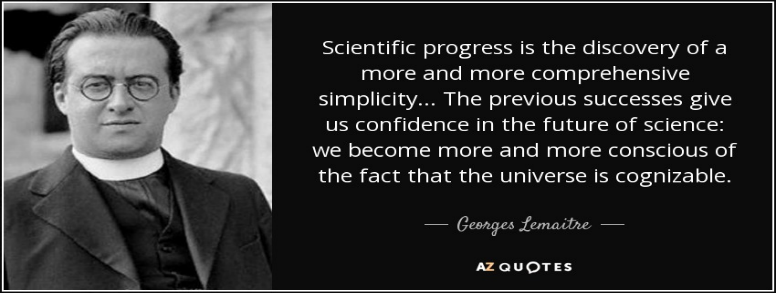 Scientific progress is the discovery of a
more and more comprehensive
simplicity... The previous successes give
us confidence in the future of science:
we become more and more conscious of
the fact that the universe is cognizable.
Georges Lemaitre
AZ QUOTES